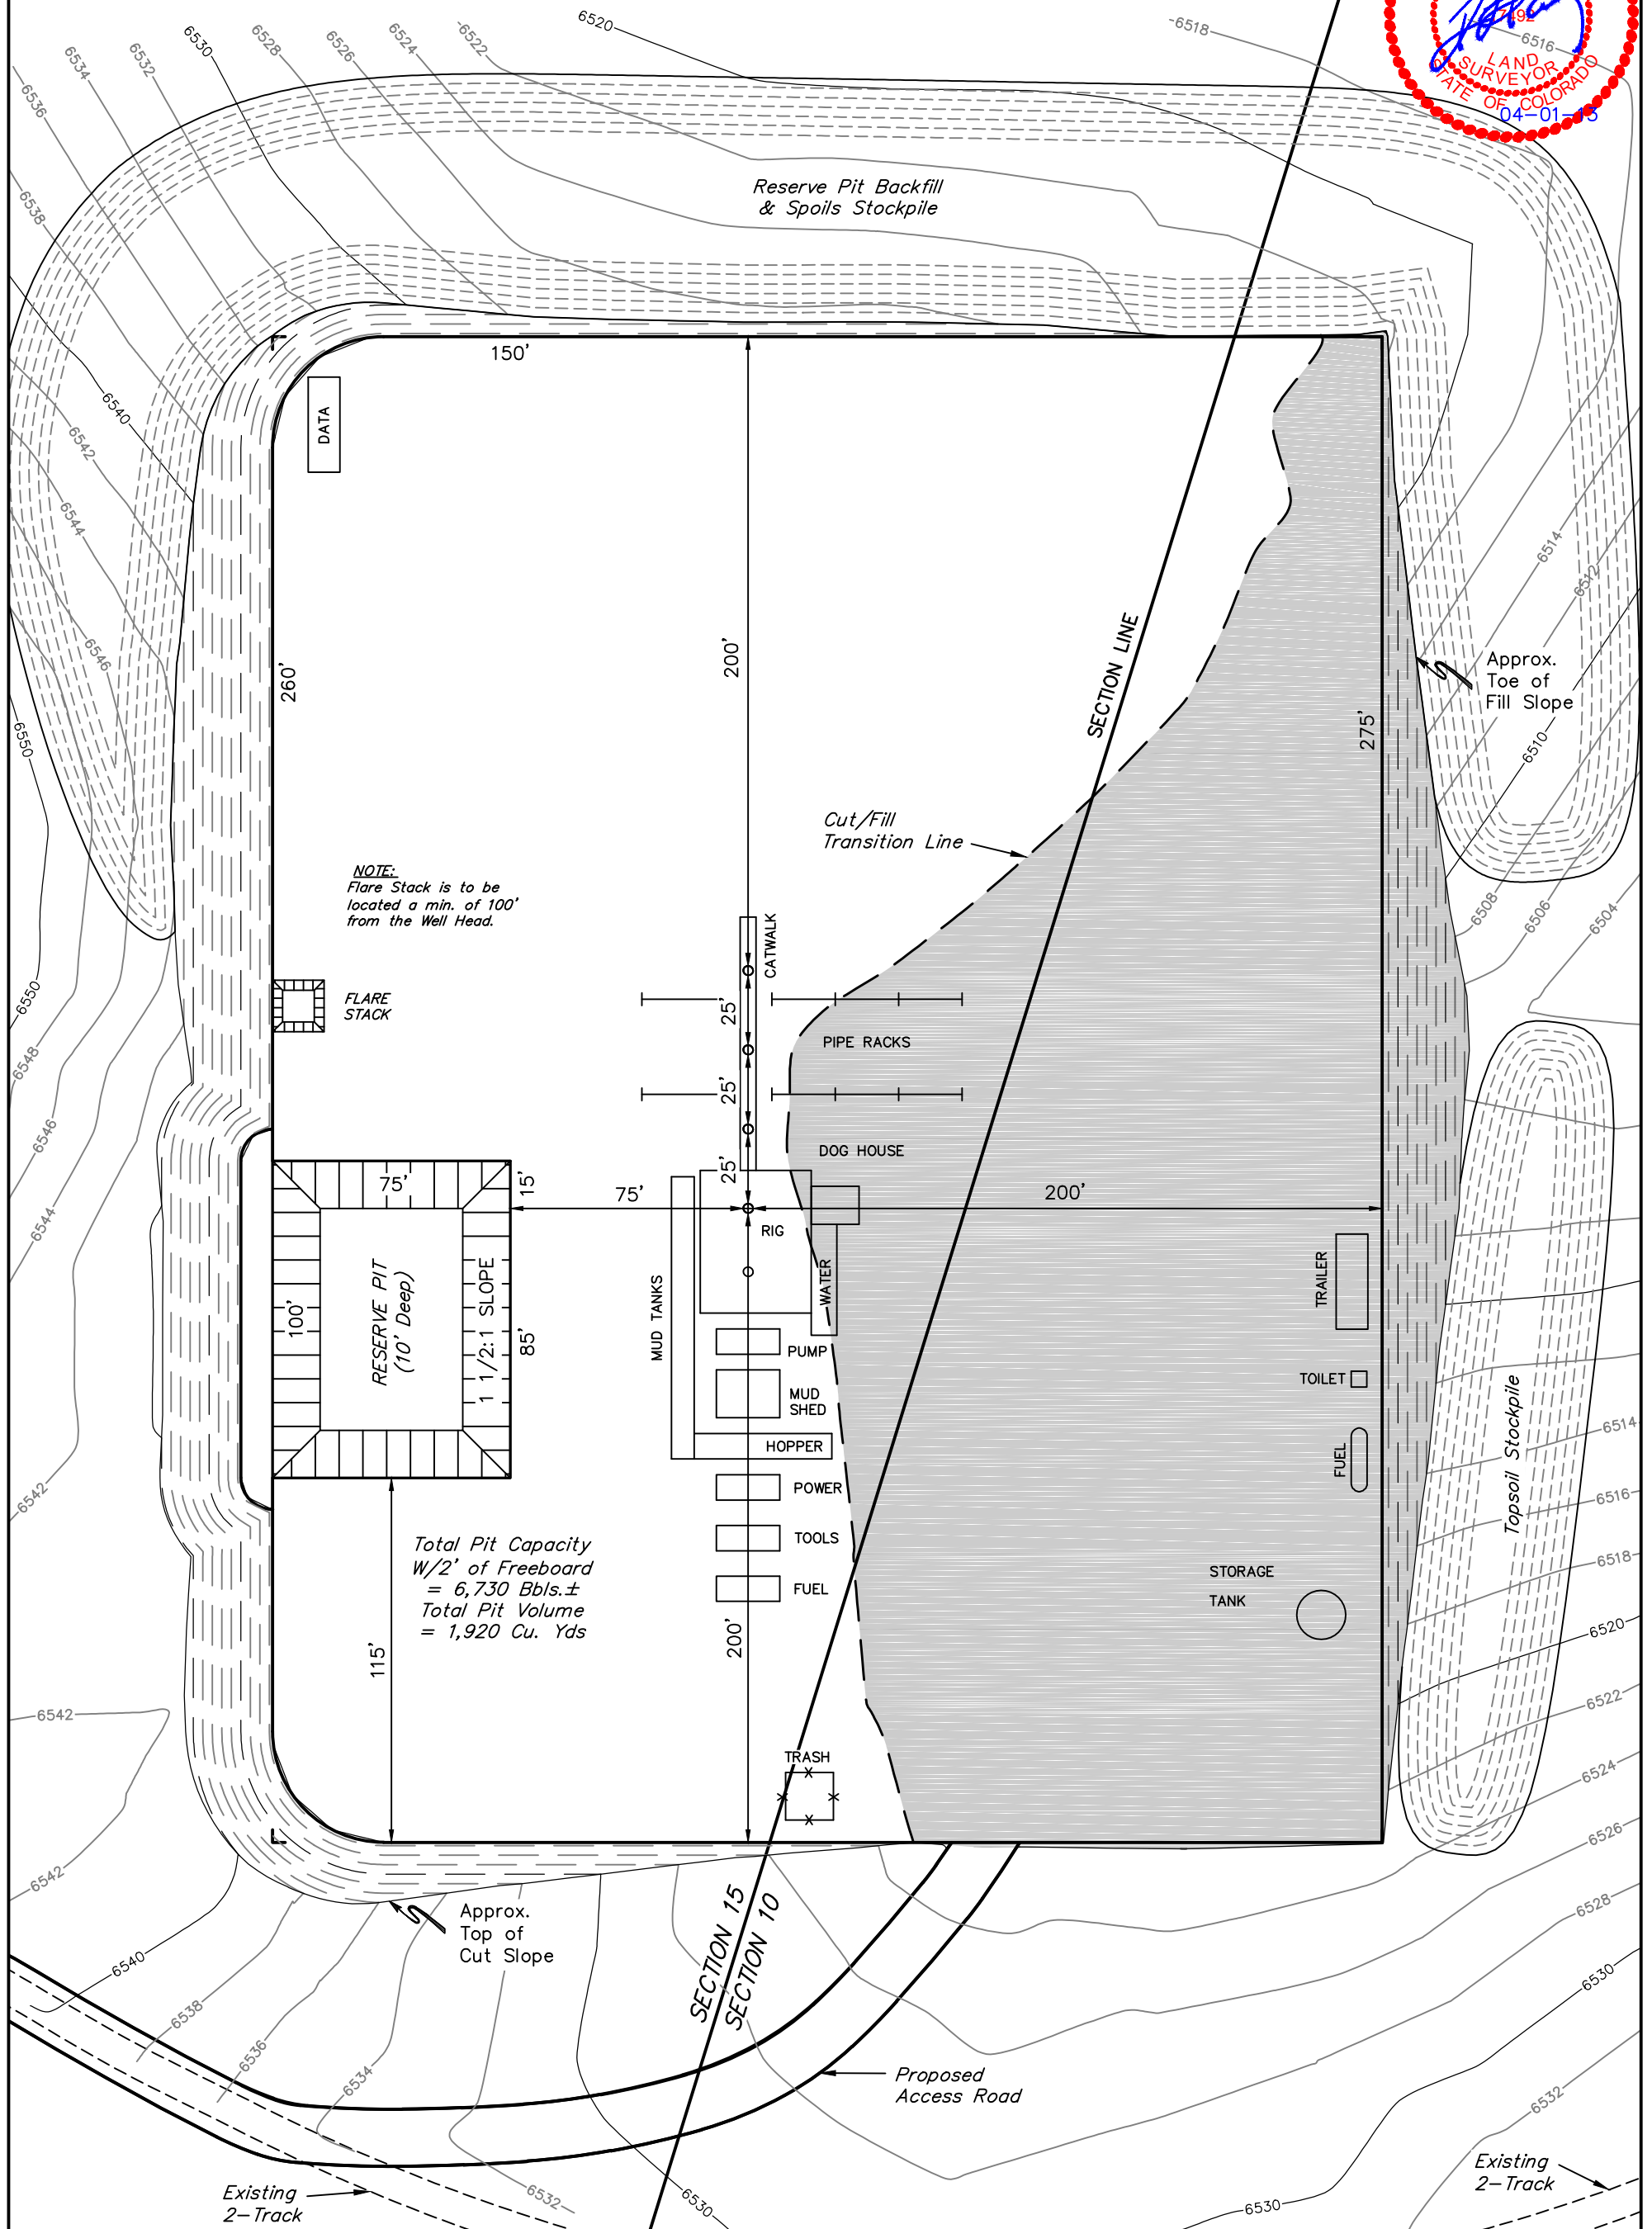 6520
-6518
6516
7492
LAND
SURVEYOR
STATE OF COLORADO
04-01-13
6536
6534
6532
6530
6528
6526
6524
-6522
6538
Reserve Pit Backfill
& Spoils Stockpile
150'
DATA
6540
6542
6544
6546
6550
260'
200'
SECTION LINE
275'
6514
6512
Approx.
Toe of
Fill Slope
6510
Cut/Fill
Transition Line
NOTE:
Flare Stack is to be
located a min. of 100'
from the Well Head.
CATWALK
6508
6506
6504
FLARE
STACK
25'
PIPE RACKS
25'
DOG HOUSE
25'
6550
6548
6546
6544
6542
75'
15'
75'
200'
RIG
RESERVE PIT
(10' Deep)
100'
1 1/2:1 SLOPE
85'
MUD TANKS
WATER
TRAILER
PUMP
MUD
SHED
HOPPER
POWER
TOOLS
FUEL
TOILET
FUEL
Topsoil Stockpile
6514
6516
6518
6520
6522
6524
6526
6528
6530
Total Pit Capacity
W/2' of Freeboard
= 6,730 Bbls.±
Total Pit Volume
= 1,920 Cu. Yds
115'
200'
STORAGE
TANK
TRASH
6542
6542
Approx.
Top of
Cut Slope
SECTION 15
SECTION 10
6540
6538
6536
6534
6532
6530
Proposed
Access Road
Existing
2-Track
6532
Existing
2-Track
6530